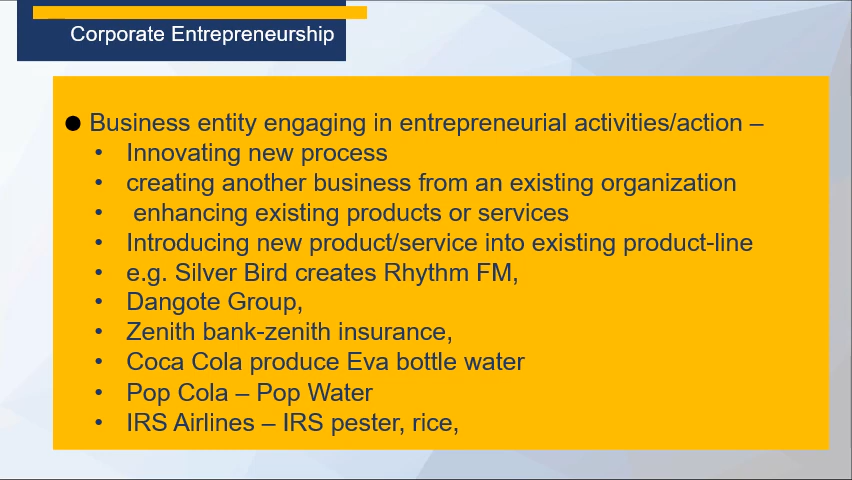 Corporate Entrepreneurship
● Business entity engaging in entrepreneurial activities/action –
• Innovating new process
• creating another business from an existing organization
• enhancing existing products or services
• Introducing new product/service into existing product-line
• e.g. Silver Bird creates Rhythm FM,
• Dangote Group,
• Zenith bank-zenith insurance,
• Coca Cola produce Eva bottle water
• Pop Cola – Pop Water
• IRS Airlines – IRS pester, rice,